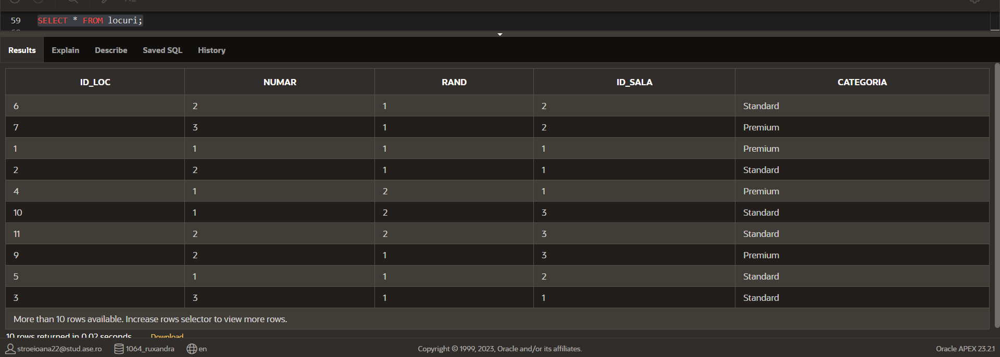 59 SELECT * FROM locuri;
Results Explain Describe Saved SQL History
ID_LOC NUMAR RAND ID_SALA CATEGORIA
6 2 1 2 Standard
7 3 1 2 Premium
1 1 1 1 Premium
2 2 1 1 Standard
4 1 2 1 Premium
10 1 2 3 Standard
11 2 2 3 Standard
9 2 1 3 Premium
5 1 1 2 Standard
3 3 1 1 Standard
More than 10 rows available. Increase rows selector to view more rows.
10 rows returned in 0.02 seconds Download
stroeioana22@stud.ase.ro 1064_ruxandra en Copyright © 1999, 2023, Oracle and/or its affiliates. Oracle APEX 23.2.1